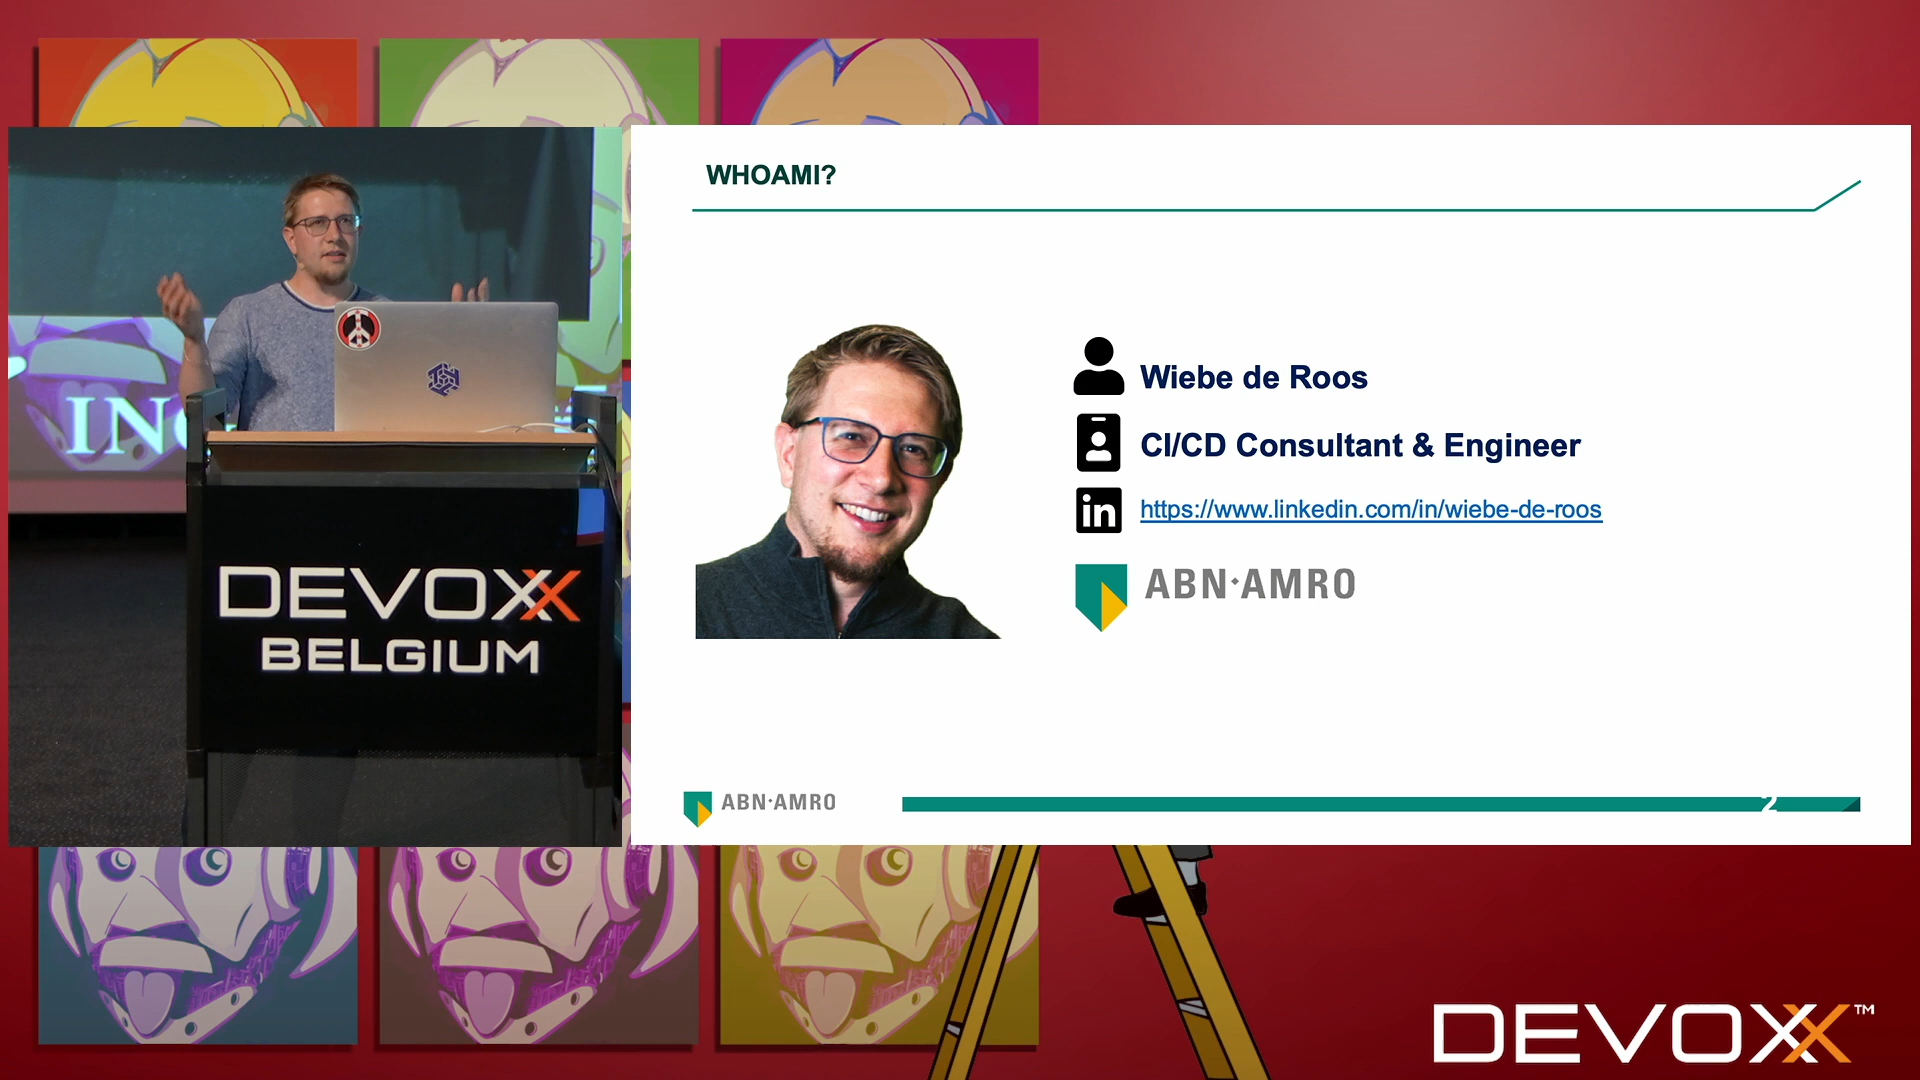 WHOAMI?
Wiebe de Roos
CI/CD Consultant & Engineer
in https://www.linkedin.com/in/wiebe-de-roos
ABN·AMRO
ABN·AMRO
2
DEVOXX
BELGIUM
DEVOXX™